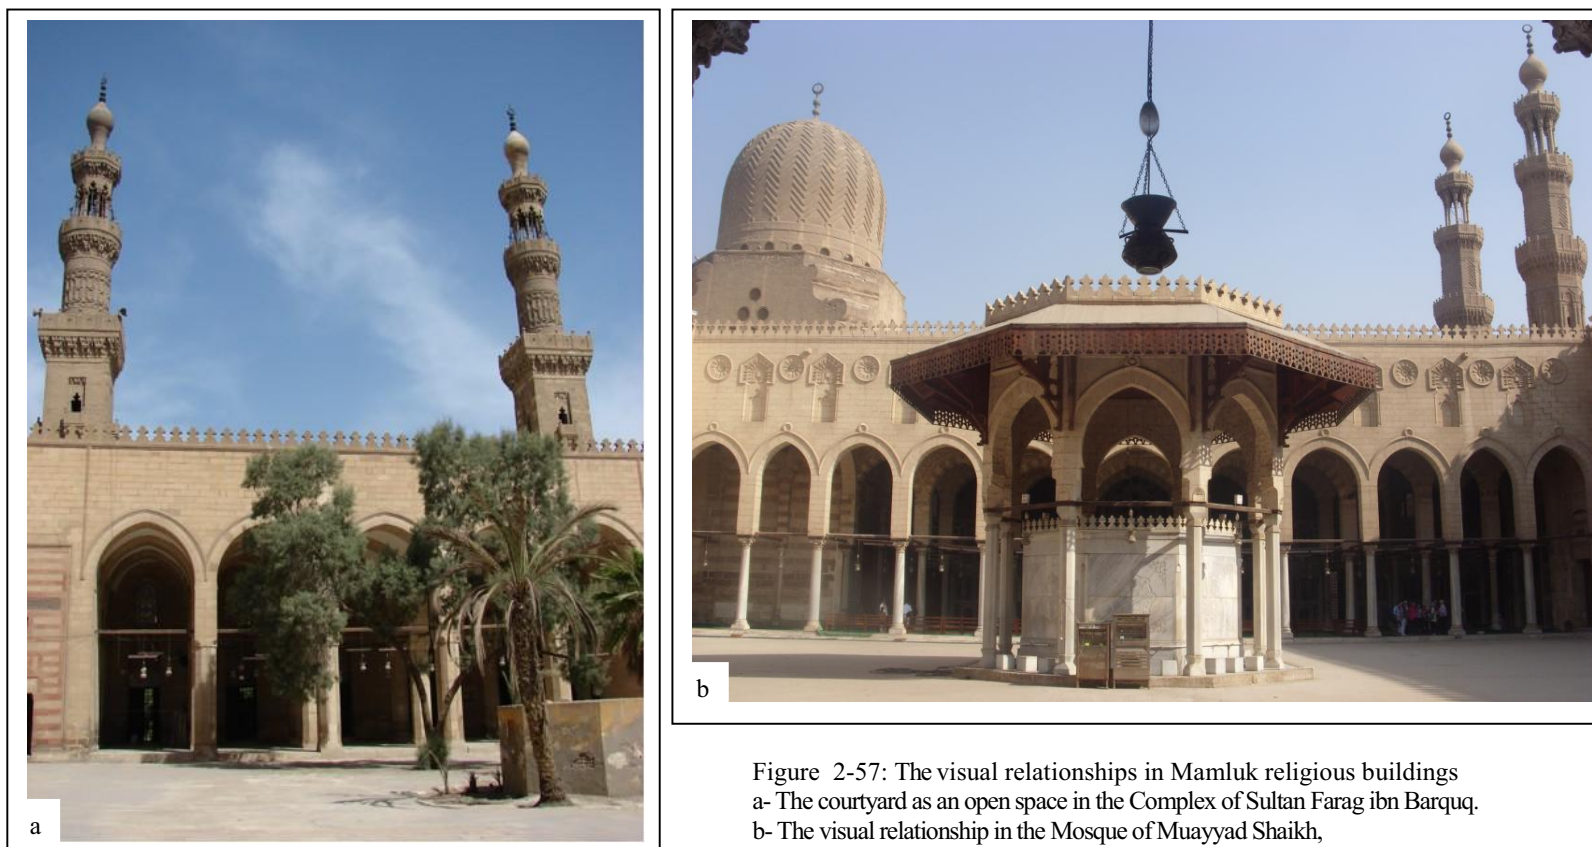 a
b
Figure 2-57: The visual relationships in Mamluk religious buildings
a- The courtyard as an open space in the Complex of Sultan Farag ibn Barquq.
b- The visual relationship in the Mosque of Muayyad Shaikh,